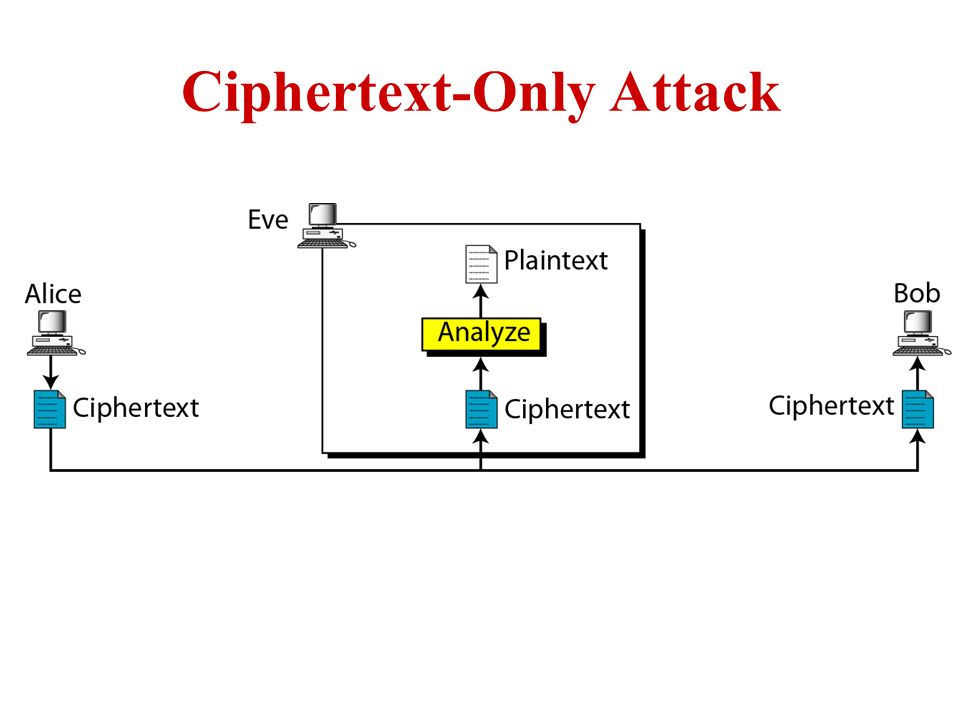 Ciphertext-Only Attack
Eve
Plaintext
Alice
Bob
Analyze
Ciphertext
Ciphertext
Ciphertext